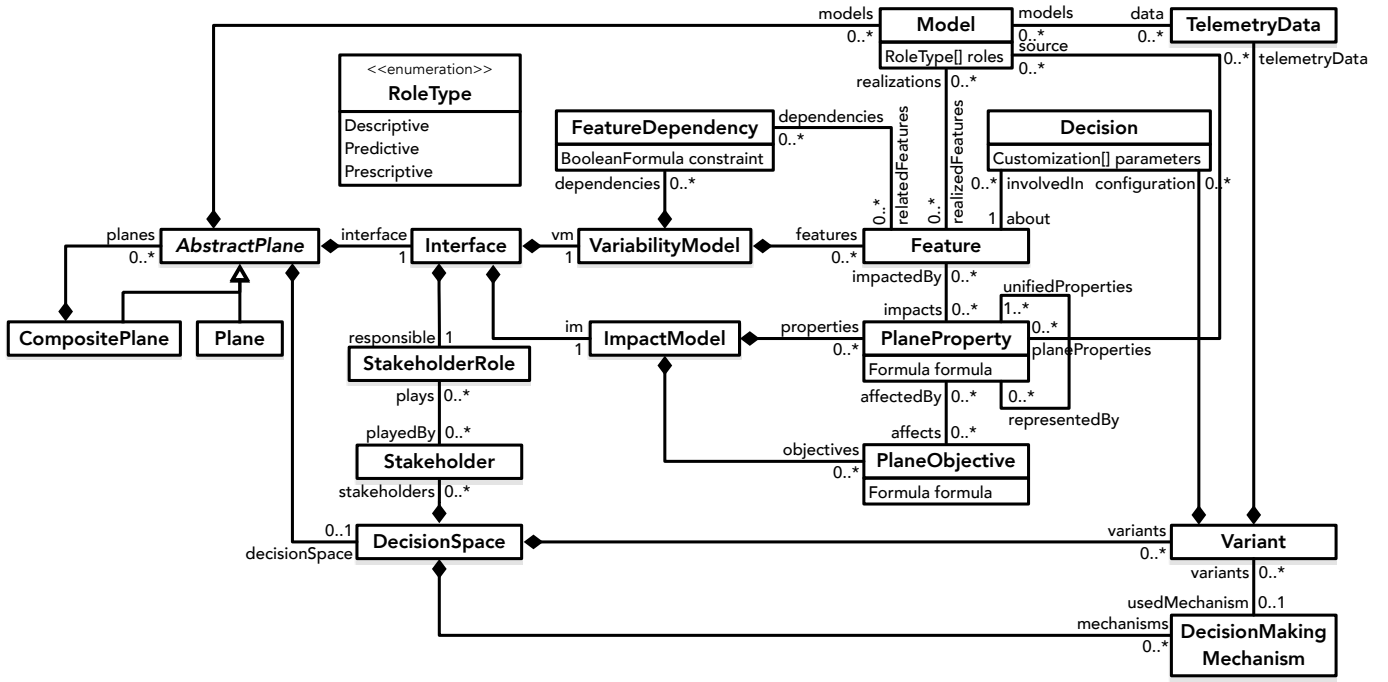 models
0..*
Model
RoleType[] roles
models
0..*
source
0..*
data
0..*
TelemetryData
0..*
telemetryData
<<enumeration>>
RoleType
Descriptive
Predictive
Prescriptive
realizations
0..*
FeatureDependency
BooleanFormula constraint
dependencies
0..*
dependencies
0..*
relatedFeatures
0..*
realizedFeatures
0..*
Decision
Customization[] parameters
0..*
involvedIn
configuration
0..*
1
about
planes
0..*
AbstractPlane
interface
1
Interface
vm
1
VariabilityModel
features
0..*
Feature
impactedBy
0..*
unifiedProperties
1..*
CompositePlane
Plane
responsible
1
im
1
ImpactModel
properties
0..*
impacts
0..*
PlaneProperty
Formula formula
0..*
planeProperties
StakeholderRole
plays
0..*
affectedBy
0..*
0..*
representedBy
playedBy
0..*
Stakeholder
stakeholders
0..*
objectives
0..*
affects
0..*
PlaneObjective
Formula formula
0..1
decisionSpace
DecisionSpace
variants
0..*
Variant
variants
0..*
usedMechanism
0..1
mechanisms
0..*
DecisionMaking
Mechanism